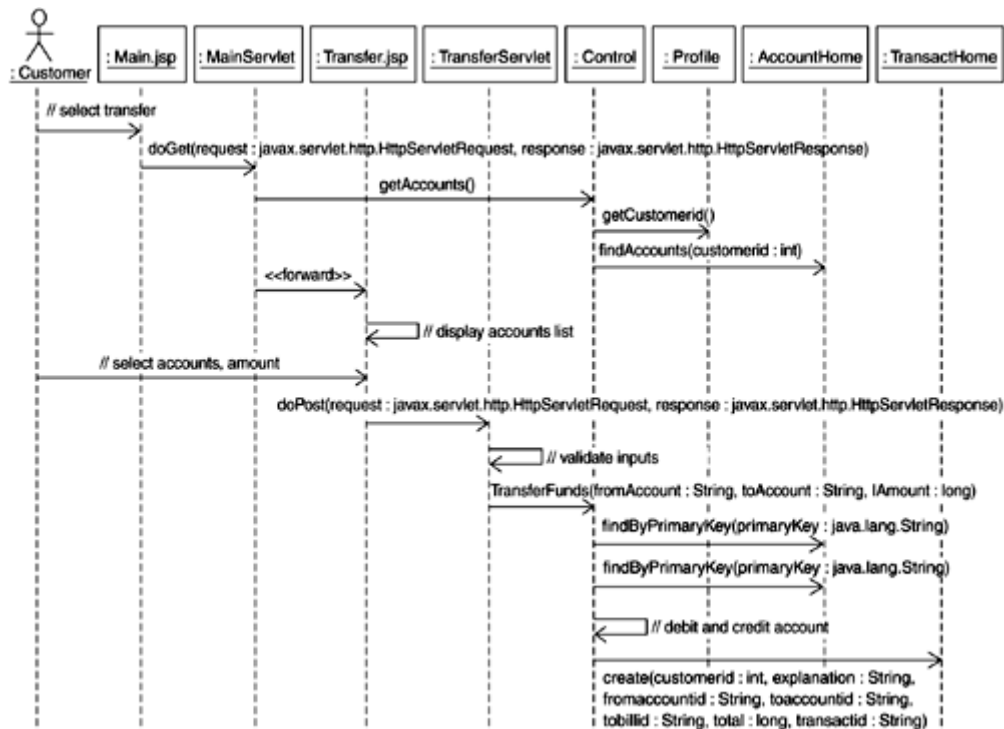 : Customer
: Main.jsp
: MainServlet
: Transfer.jsp
: TransferServlet
: Control
: Profile
: AccountHome
: TransactHome
// select transfer
doGet(request : javax.servlet.http.HttpServletRequest, response : javax.servlet.http.HttpServletResponse)
getAccounts()
getCustomerid()
findAccounts(customerid : int)
<<forward>>
// display accounts list
// select accounts, amount
doPost(request : javax.servlet.http.HttpServletRequest, response : javax.servlet.http.HttpServletResponse)
// validate inputs
TransferFunds(fromAccount : String, toAccount : String, lAmount : long)
findByPrimaryKey(primaryKey : java.lang.String)
findByPrimaryKey(primaryKey : java.lang.String)
// debit and credit account
create(customerid : int, explanation : String,
fromaccountid : String, toaccountid : String,
tobillid : String, total : long, transactid : String)